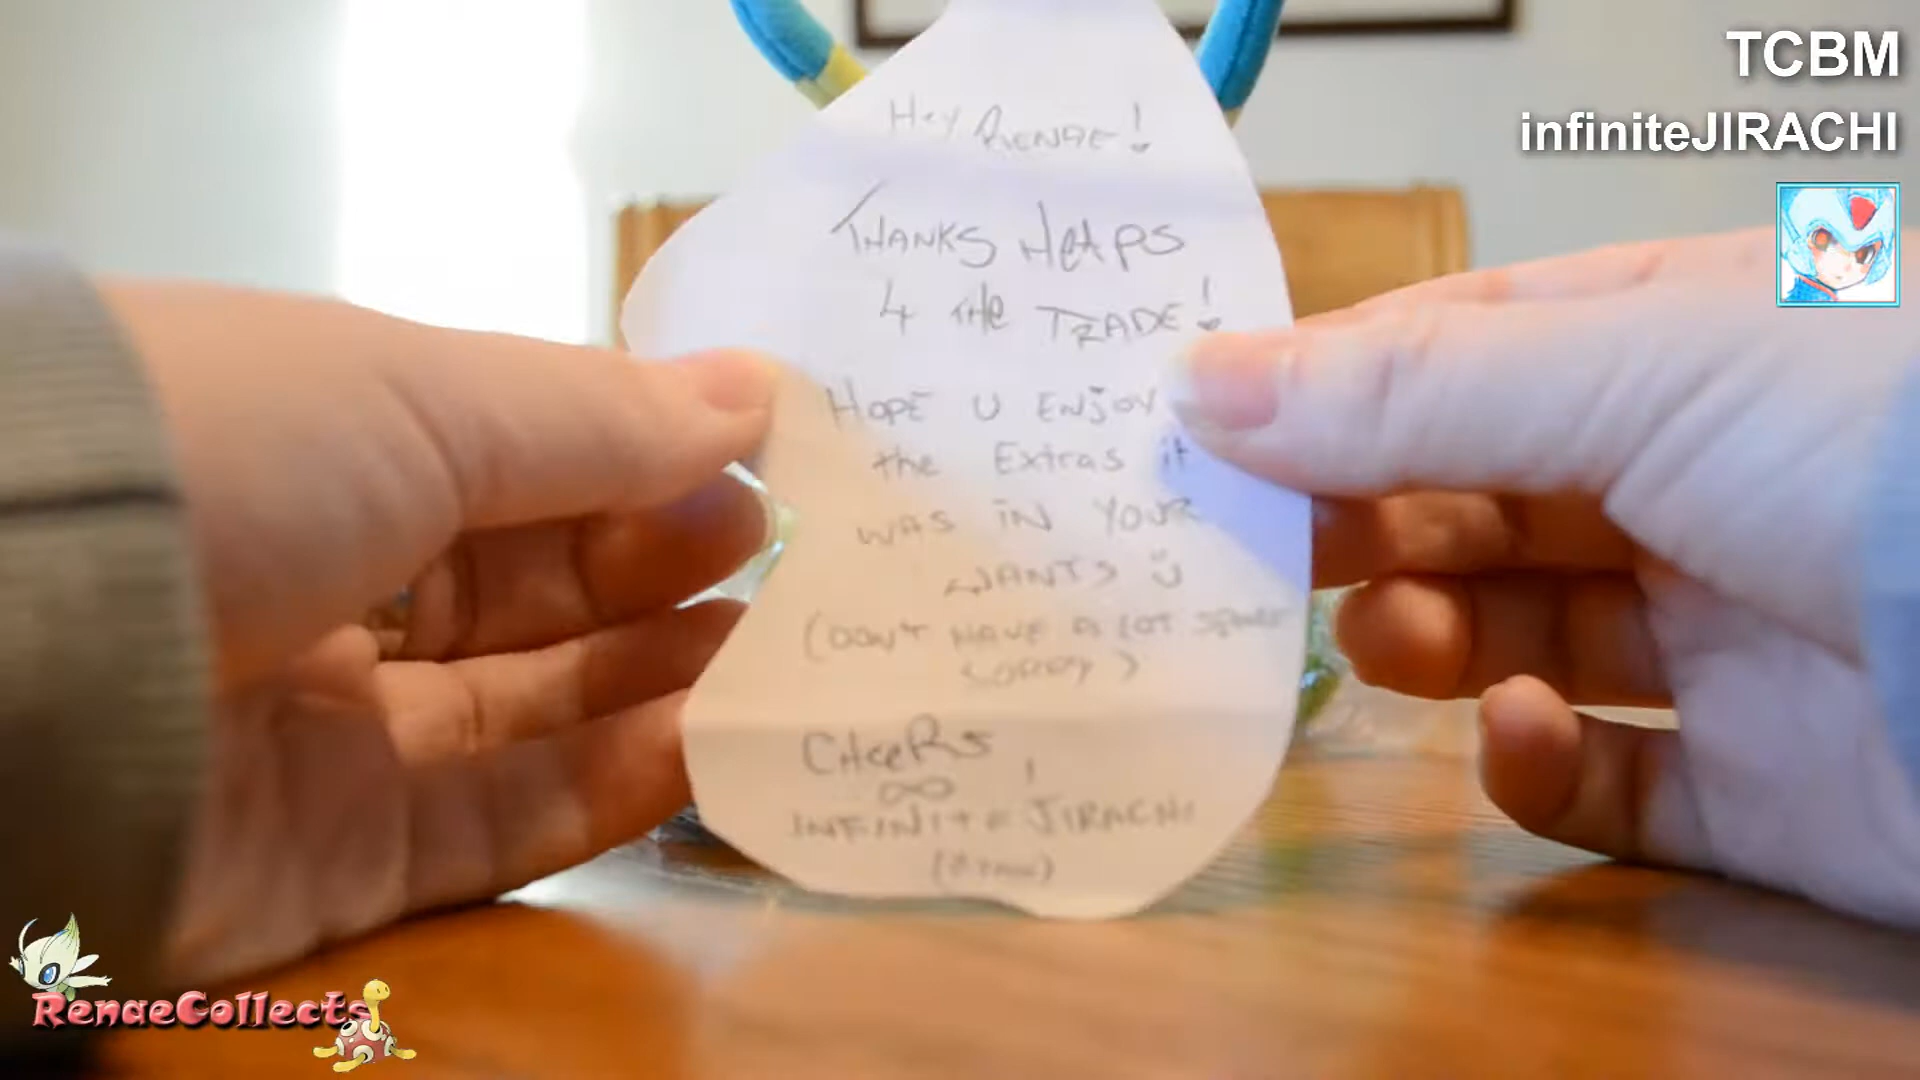 TCBM
infiniteJIRACHI
Hey RENAE!
THANKS HeAPS
4 THe TRADE!
HOPE U ENjOY
the Extras it
WAS iN YOUR
WANTS
(DON'T HAVE A LOT SPARE
SORRY)
CHeeRs
∞ !
INFINITE JIRACHI
RenaeCollects